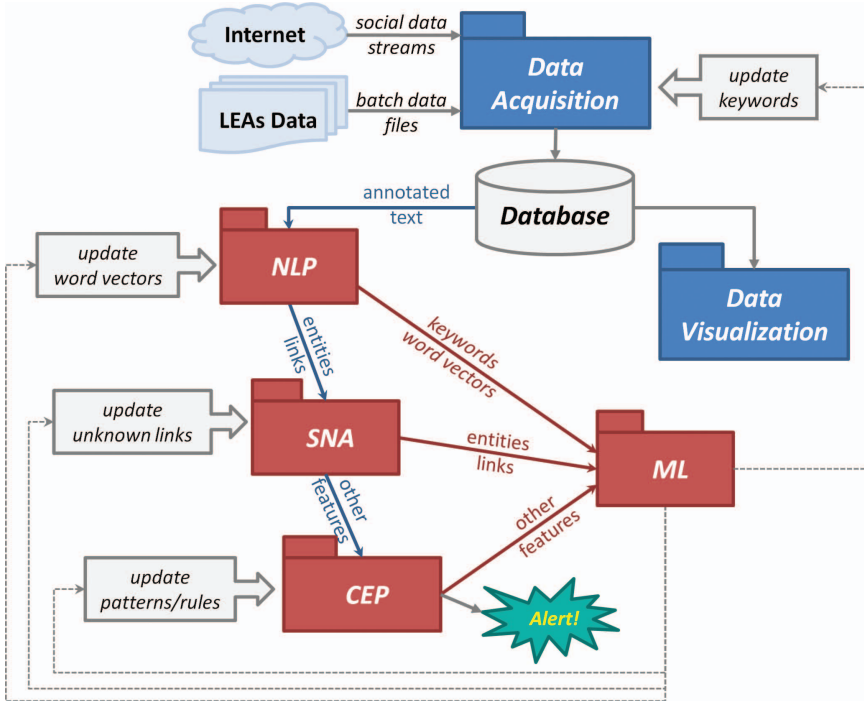 Internet
social data
streams
LEAs Data
batch data
files
Data
Acquisition
update
keywords
annotated
text
Database
update
word vectors
NLP
Data
Visualization
entities
links
keywords
word vectors
update
unknown links
SNA
entities
links
ML
other
features
other
features
update
patterns/rules
CEP
Alert!